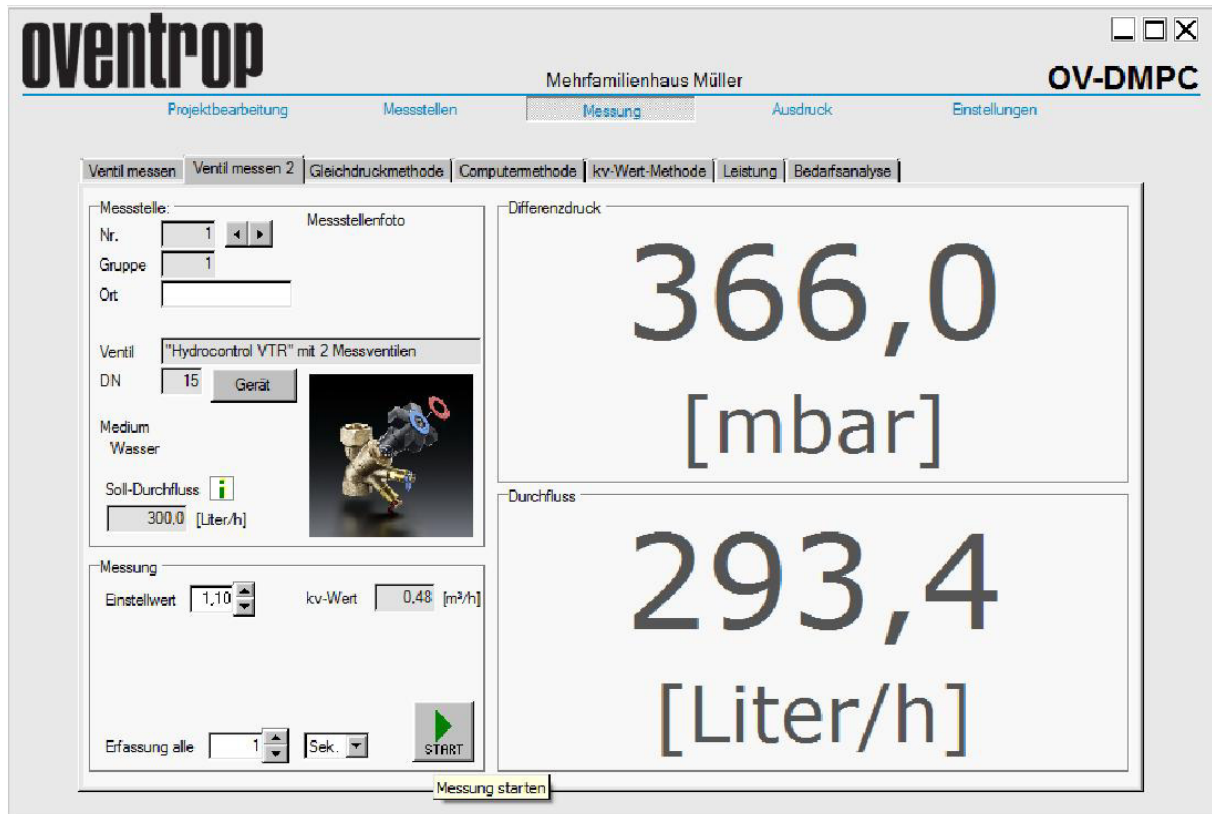 oventrop
Mehrfamilienhaus Müller
OV-DMPC
Projektbearbeitung Messstellen Messung Ausdruck Einstellungen
Ventil messen Ventil messen 2 Gleichdruckmethode Computermethode kv-Wert-Methode Leistung Bedarfsanalyse
Messstelle:
Nr. 1
Messstellenfoto
Gruppe 1
Ort
Ventil "Hydrocontrol VTR" mit 2 Messventilen
DN 15 Gerät
Medium
Wasser
Soll-Durchfluss i
300,0 [Liter/h]
Messung
Einstellwert 1,10 kv-Wert 0,48 [m³/h]
Erfassung alle 1 Sek. START
Messung starten
Differenzdruck
366,0
[mbar]
Durchfluss
293,4
[Liter/h]